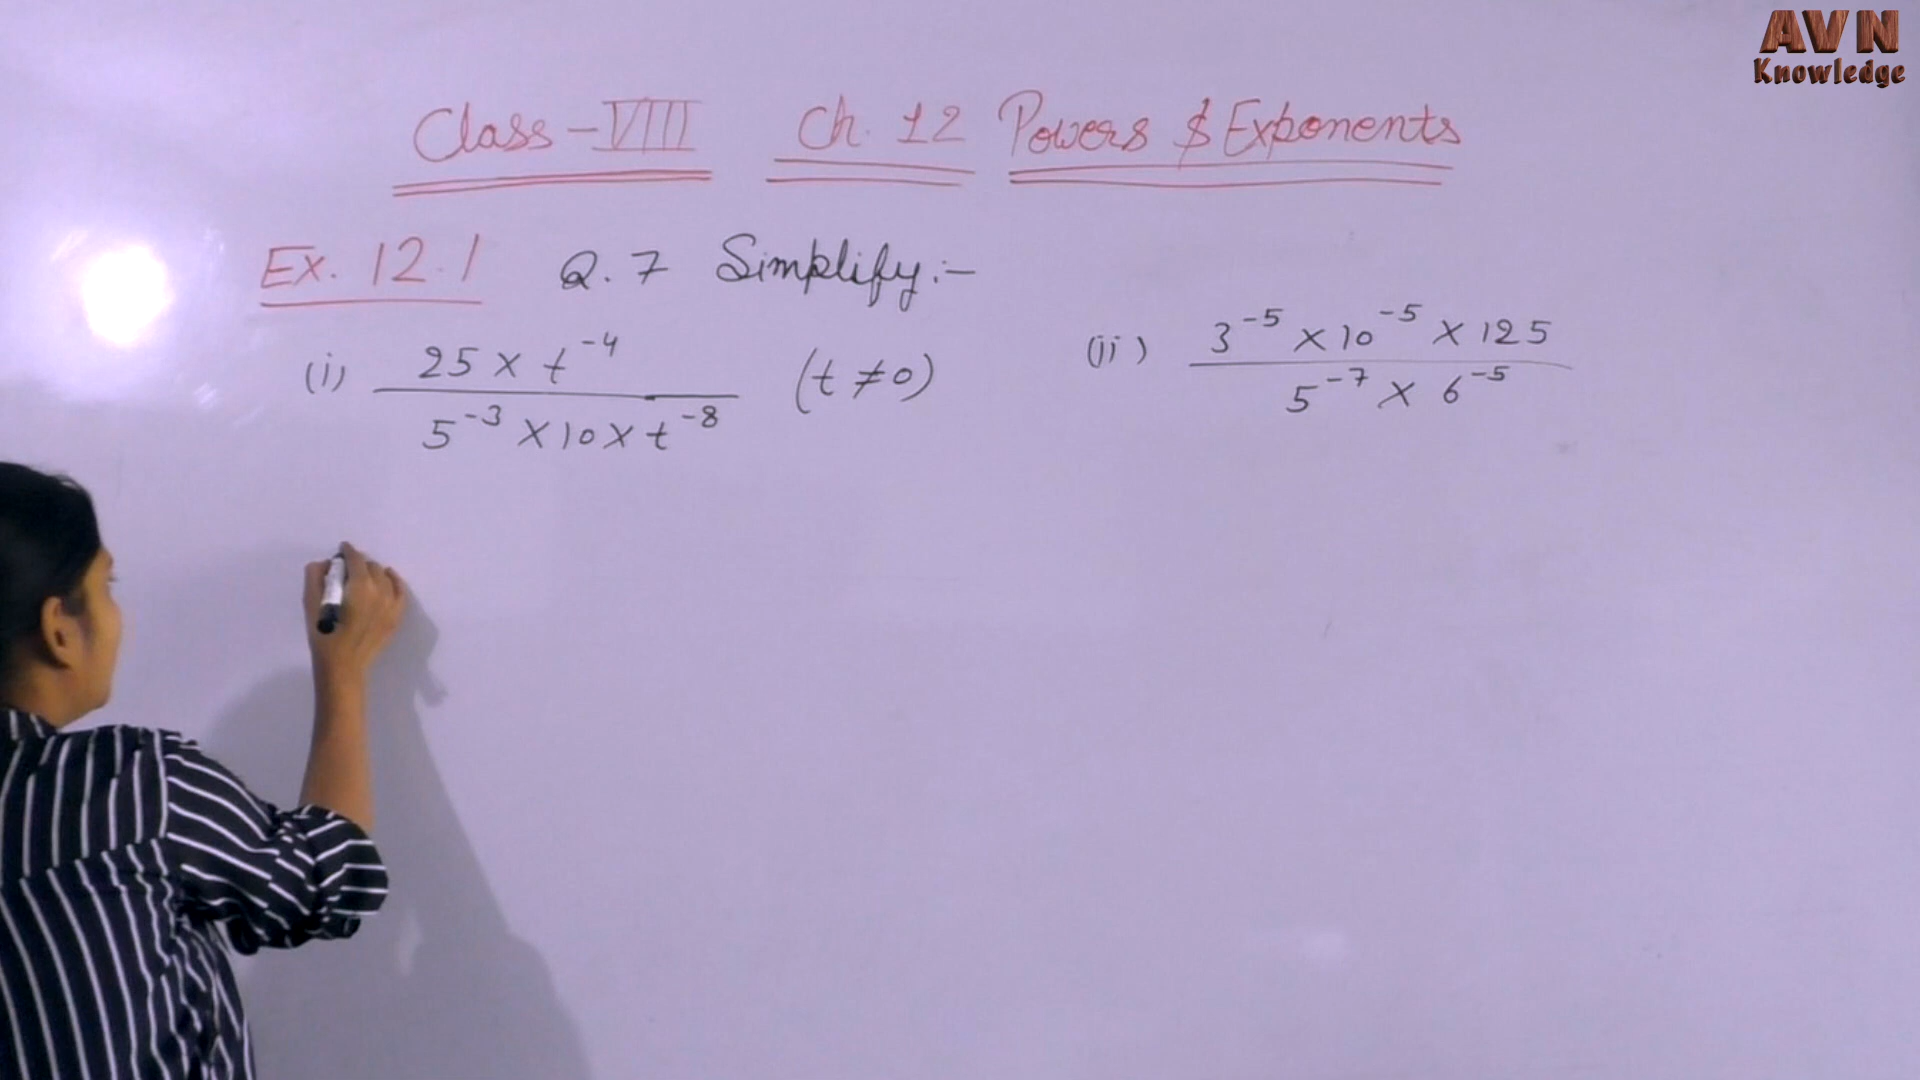 AVN
Knowledge
Class - VIII Ch. 12 Powers & Exponents
Ex. 12.1 Q. 7 Simplify :-
(i) 25 × t⁻⁴ / 5⁻³ × 10 × t⁻⁸ (t ≠ 0)
(ii) 3⁻⁵ × 10⁻⁵ × 125 / 5⁻⁷ × 6⁻⁵